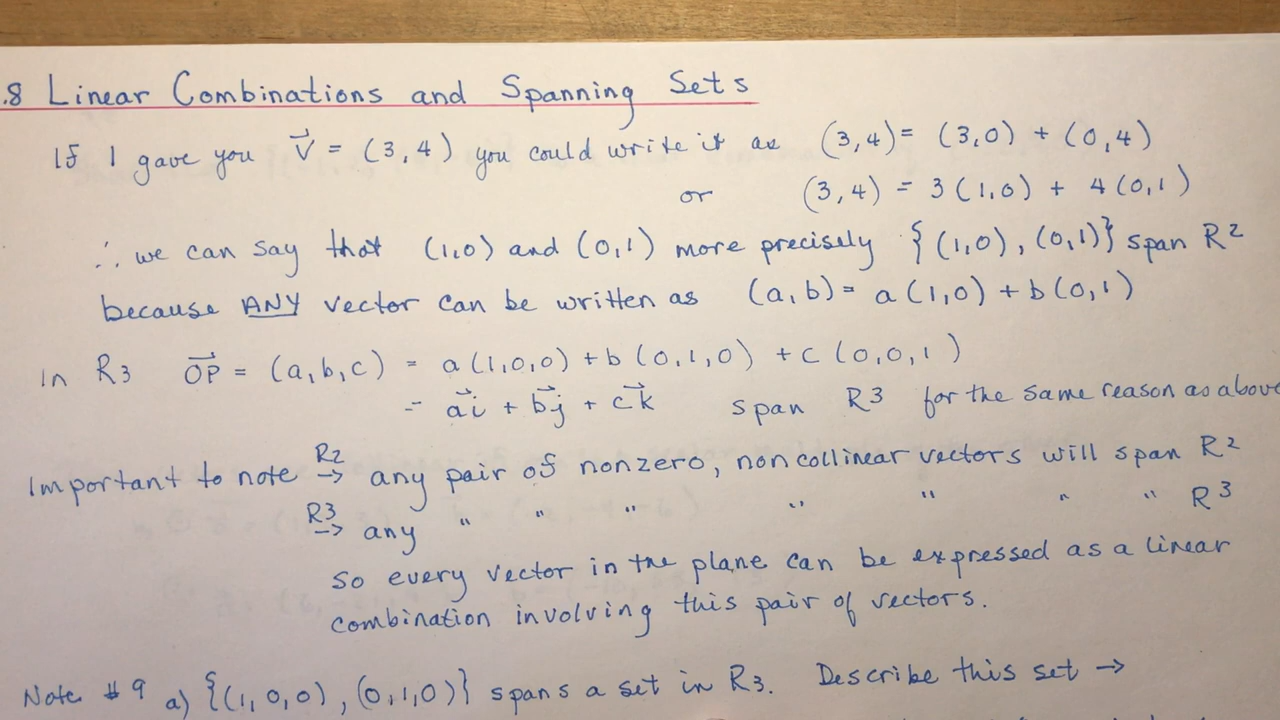 .8 Linear Combinations and Spanning Sets
If I gave you V⃗ = (3,4) you could write it as (3,4) = (3,0) + (0,4)
or (3,4) = 3(1,0) + 4(0,1)
∴ we can say that (1,0) and (0,1) more precisely {(1,0), (0,1)} span R2
because ANY vector can be written as (a,b) = a(1,0) + b(0,1)
In R3 OP⃗ = (a,b,c) = a(1,0,0) + b(0,1,0) + c(0,0,1)
= ai⃗ + bj⃗ + ck⃗ span R3 for the same reason as above
Important to note R2 → any pair of nonzero, noncollinear vectors will span R2
R3 → any " " " " " " " R3
so every vector in the plane can be expressed as a linear
combination involving this pair of vectors.
Note #9 a) {(1,0,0), (0,1,0)} spans a set in R3. Describe this set →